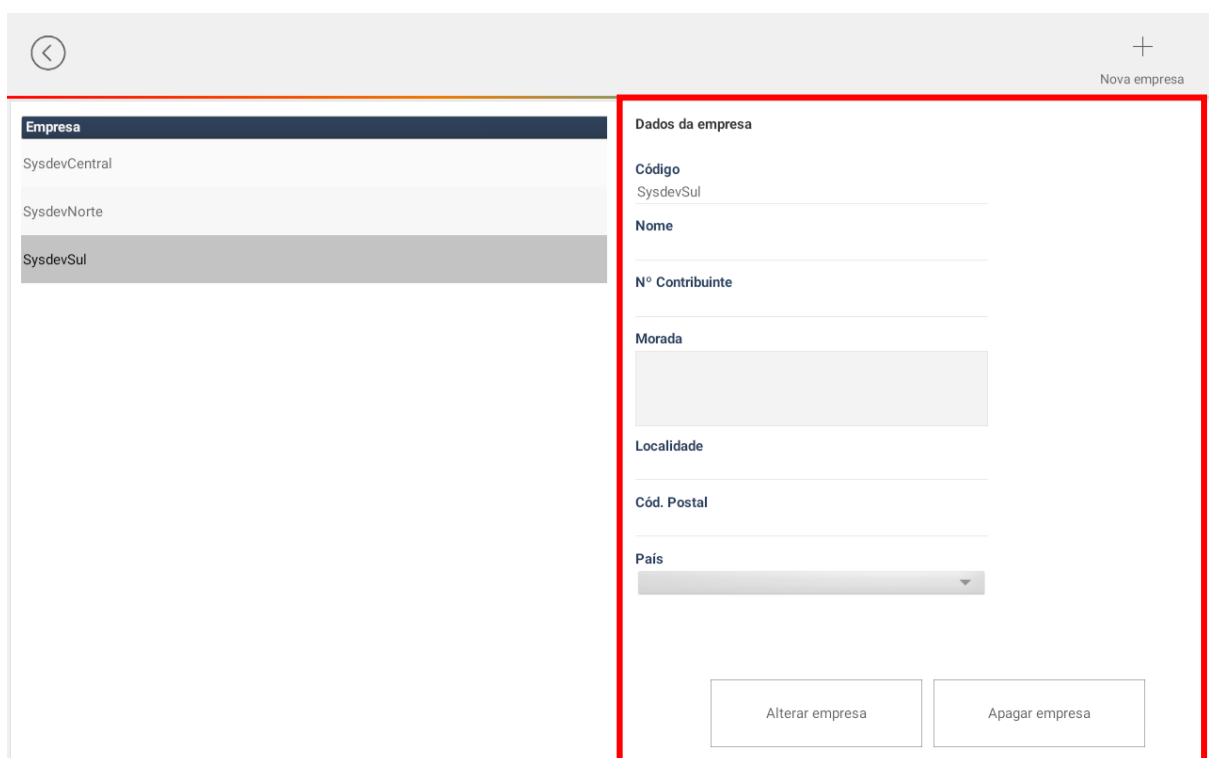 Nova empresa
Empresa
SysdevCentral
SysdevNorte
SysdevSul
Dados da empresa
Código
SysdevSul
Nome
Nº Contribuinte
Morada
Localidade
Cód. Postal
País
Alterar empresa
Apagar empresa